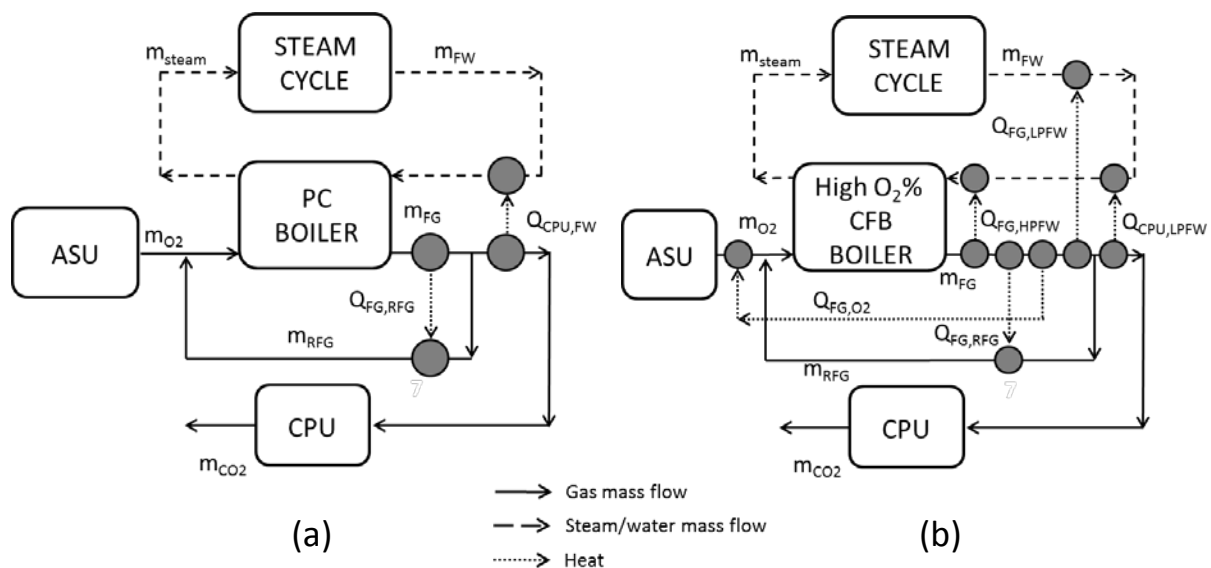 STEAM
CYCLE
m_steam
m_FW
PC
BOILER
ASU
m_O2
m_FG
Q_CPU,FW
Q_FG,RFG
m_RFG
7
CPU
m_CO2
(a)
STEAM
CYCLE
m_steam
m_FW
Q_FG,LPFW
High O₂%
CFB
BOILER
ASU
m_O2
Q_FG,HPFW
Q_CPU,LPFW
m_FG
Q_FG,O2
Q_FG,RFG
m_RFG
7
CPU
m_CO2
(b)
Gas mass flow
Steam/water mass flow
Heat